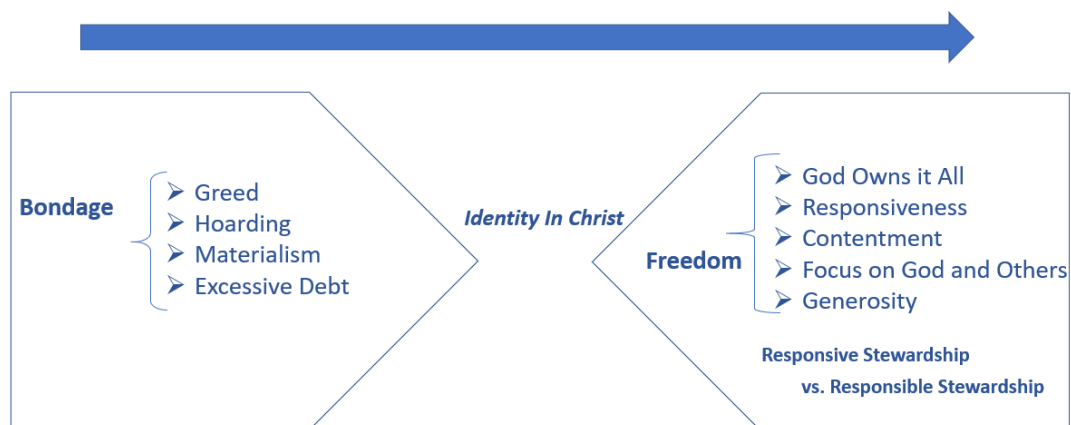 Bondage
Greed
Hoarding
Materialism
Excessive Debt
Identity In Christ
Freedom
God Owns it All
Responsiveness
Contentment
Focus on God and Others
Generosity
Responsive Stewardship
vs. Responsible Stewardship